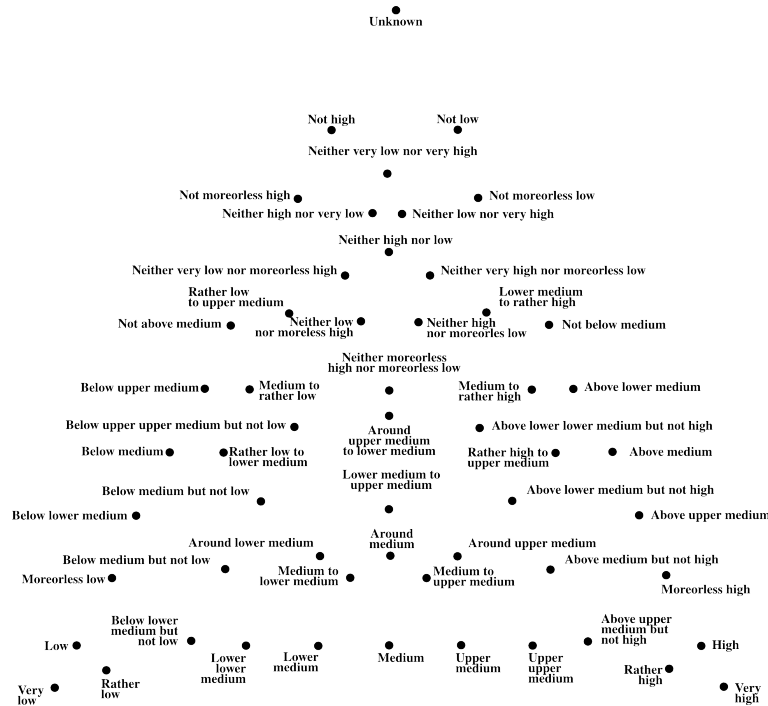 Unknown
Not high
Not low
Neither very low nor very high
Not moreorless high
Not moreorless low
Neither high nor very low
Neither low nor very high
Neither high nor low
Neither very low nor moreorless high
Neither very high nor moreorless low
Rather low
to upper medium
Lower medium
to rather high
Not above medium
Neither low
nor moreless high
Neither high
nor moreorles low
Not below medium
Neither moreorless
high nor moreorless low
Below upper medium
Medium to
rather low
Medium to
rather high
Above lower medium
Below upper upper medium but not low
Around
upper medium
to lower medium
Above lower lower medium but not high
Below medium
Rather low to
lower medium
Rather high to
upper medium
Above medium
Lower medium to
upper medium
Below medium but not low
Above lower medium but not high
Below lower medium
Above upper medium
Around lower medium
Around
medium
Around upper medium
Below medium but not low
Above medium but not high
Moreorless low
Medium to
lower medium
Medium to
upper medium
Moreorless high
Below lower
medium but
not low
Above upper
medium but
not high
Low
Lower
lower
medium
Lower
medium
Medium
Upper
medium
Upper
upper
medium
High
Very
low
Rather
low
Rather
high
Very
high